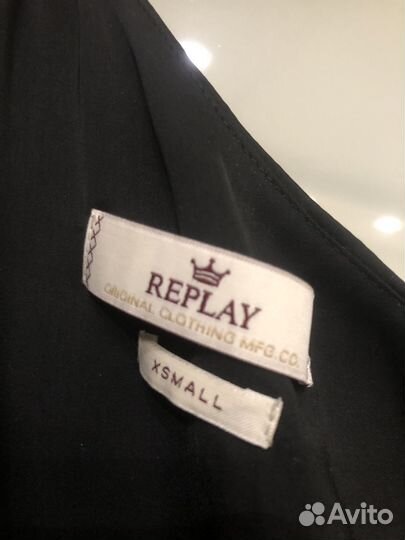 REPLAY
ORIGINAL CLOTHING MFG.CO.
XSMALL
Avito